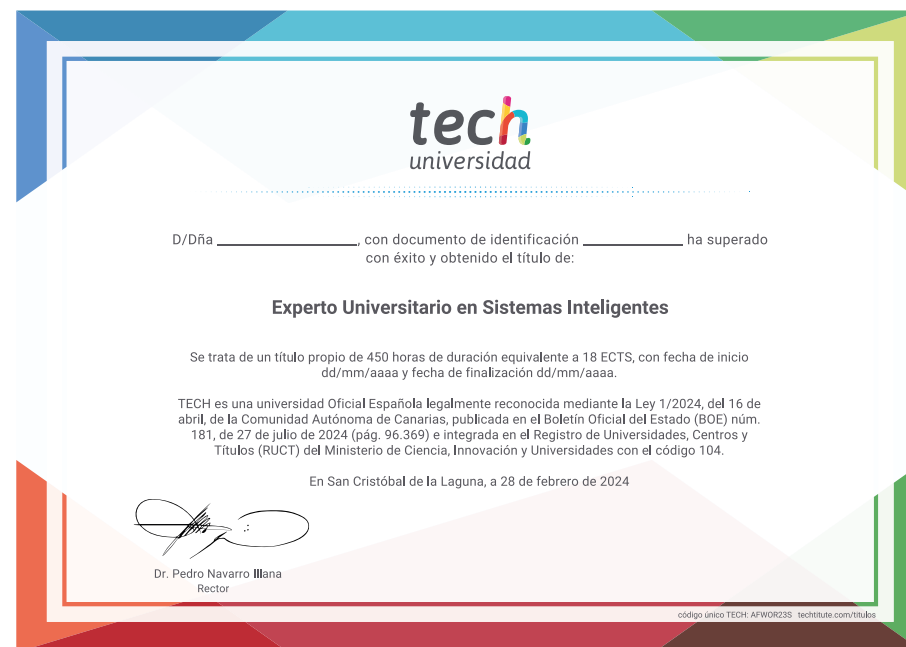 tech
universidad
D/Dña ____________, con documento de identificación ____________ ha superado
con éxito y obtenido el título de:
Experto Universitario en Sistemas Inteligentes
Se trata de un título propio de 450 horas de duración equivalente a 18 ECTS, con fecha de inicio
dd/mm/aaaa y fecha de finalización dd/mm/aaaa.
TECH es una universidad Oficial Española legalmente reconocida mediante la Ley 1/2024, del 16 de
abril, de la Comunidad Autónoma de Canarias, publicada en el Boletín Oficial del Estado (BOE) núm.
181, de 27 de julio de 2024 (pág. 96.369) e integrada en el Registro de Universidades, Centros y
Títulos (RUCT) del Ministerio de Ciencia, Innovación y Universidades con el código 104.
En San Cristóbal de la Laguna, a 28 de febrero de 2024
Dr. Pedro Navarro Illana
Rector
código único TECH: AFWOR23S techtitute.com/titulos